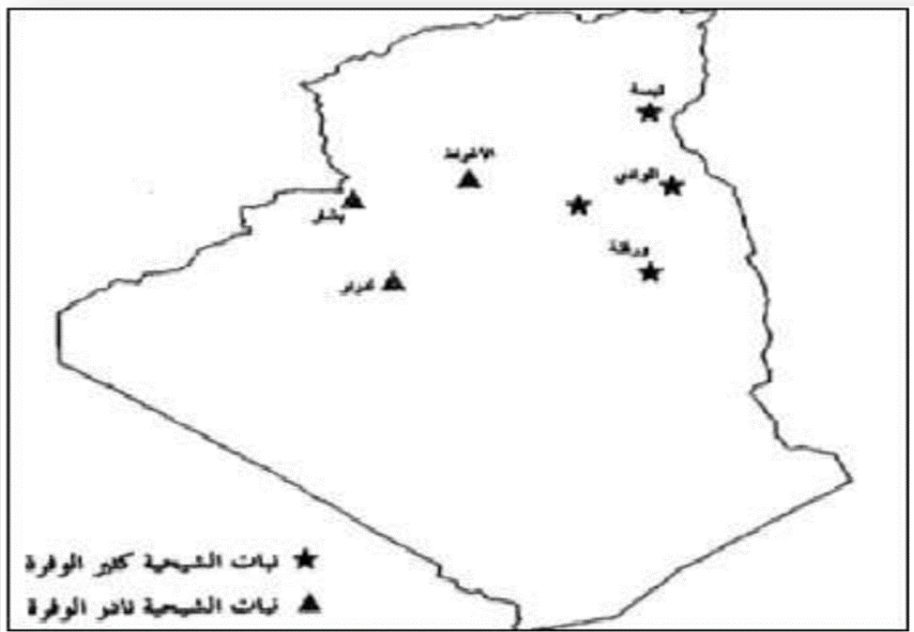 تبسة
الاغواط
الوادي
بشار
ورقلة
ادرار
نبات الشيحية كثير الوفرة
نبات الشيحية نادر الوفرة